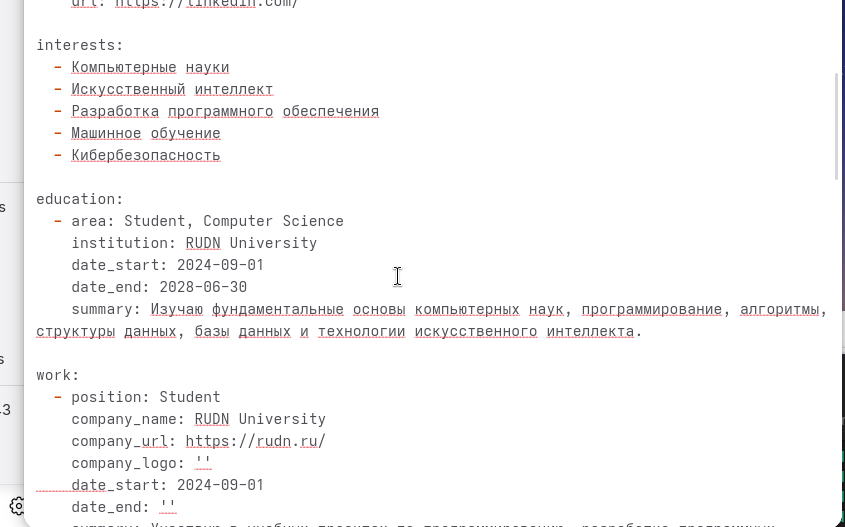 url: https://linkedin.com/
interests:
- Компьютерные науки
- Искусственный интеллект
- Разработка программного обеспечения
- Машинное обучение
- Кибербезопасность
education:
- area: Student, Computer Science
institution: RUDN University
date_start: 2024-09-01
date_end: 2028-06-30
summary: Изучаю фундаментальные основы компьютерных наук, программирование, алгоритмы,
структуры данных, базы данных и технологии искусственного интеллекта.
work:
- position: Student
company_name: RUDN University
company_url: https://rudn.ru/
company_logo: ''
date_start: 2024-09-01
date_end: ''